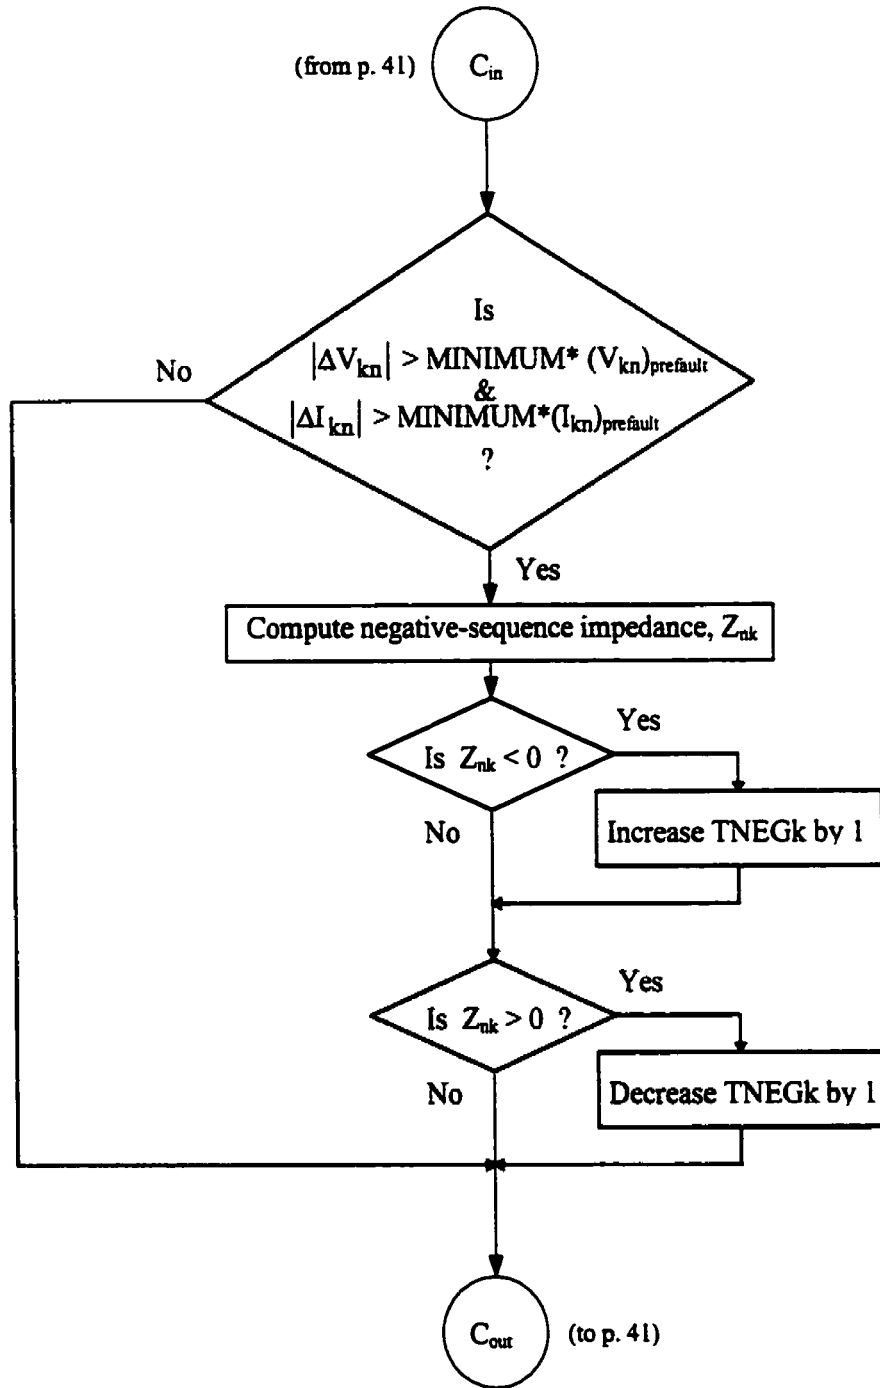 (from p. 41)
C_in
Is
|ΔV_kn| > MINIMUM* (V_kn)_prefault
&
|ΔI_kn| > MINIMUM*(I_kn)_prefault
?
No
Yes
Compute negative-sequence impedance, Z_nk
Yes
Is Z_nk < 0 ?
No
Increase TNEGk by 1
Yes
Is Z_nk > 0 ?
No
Decrease TNEGk by 1
C_out
(to p. 41)